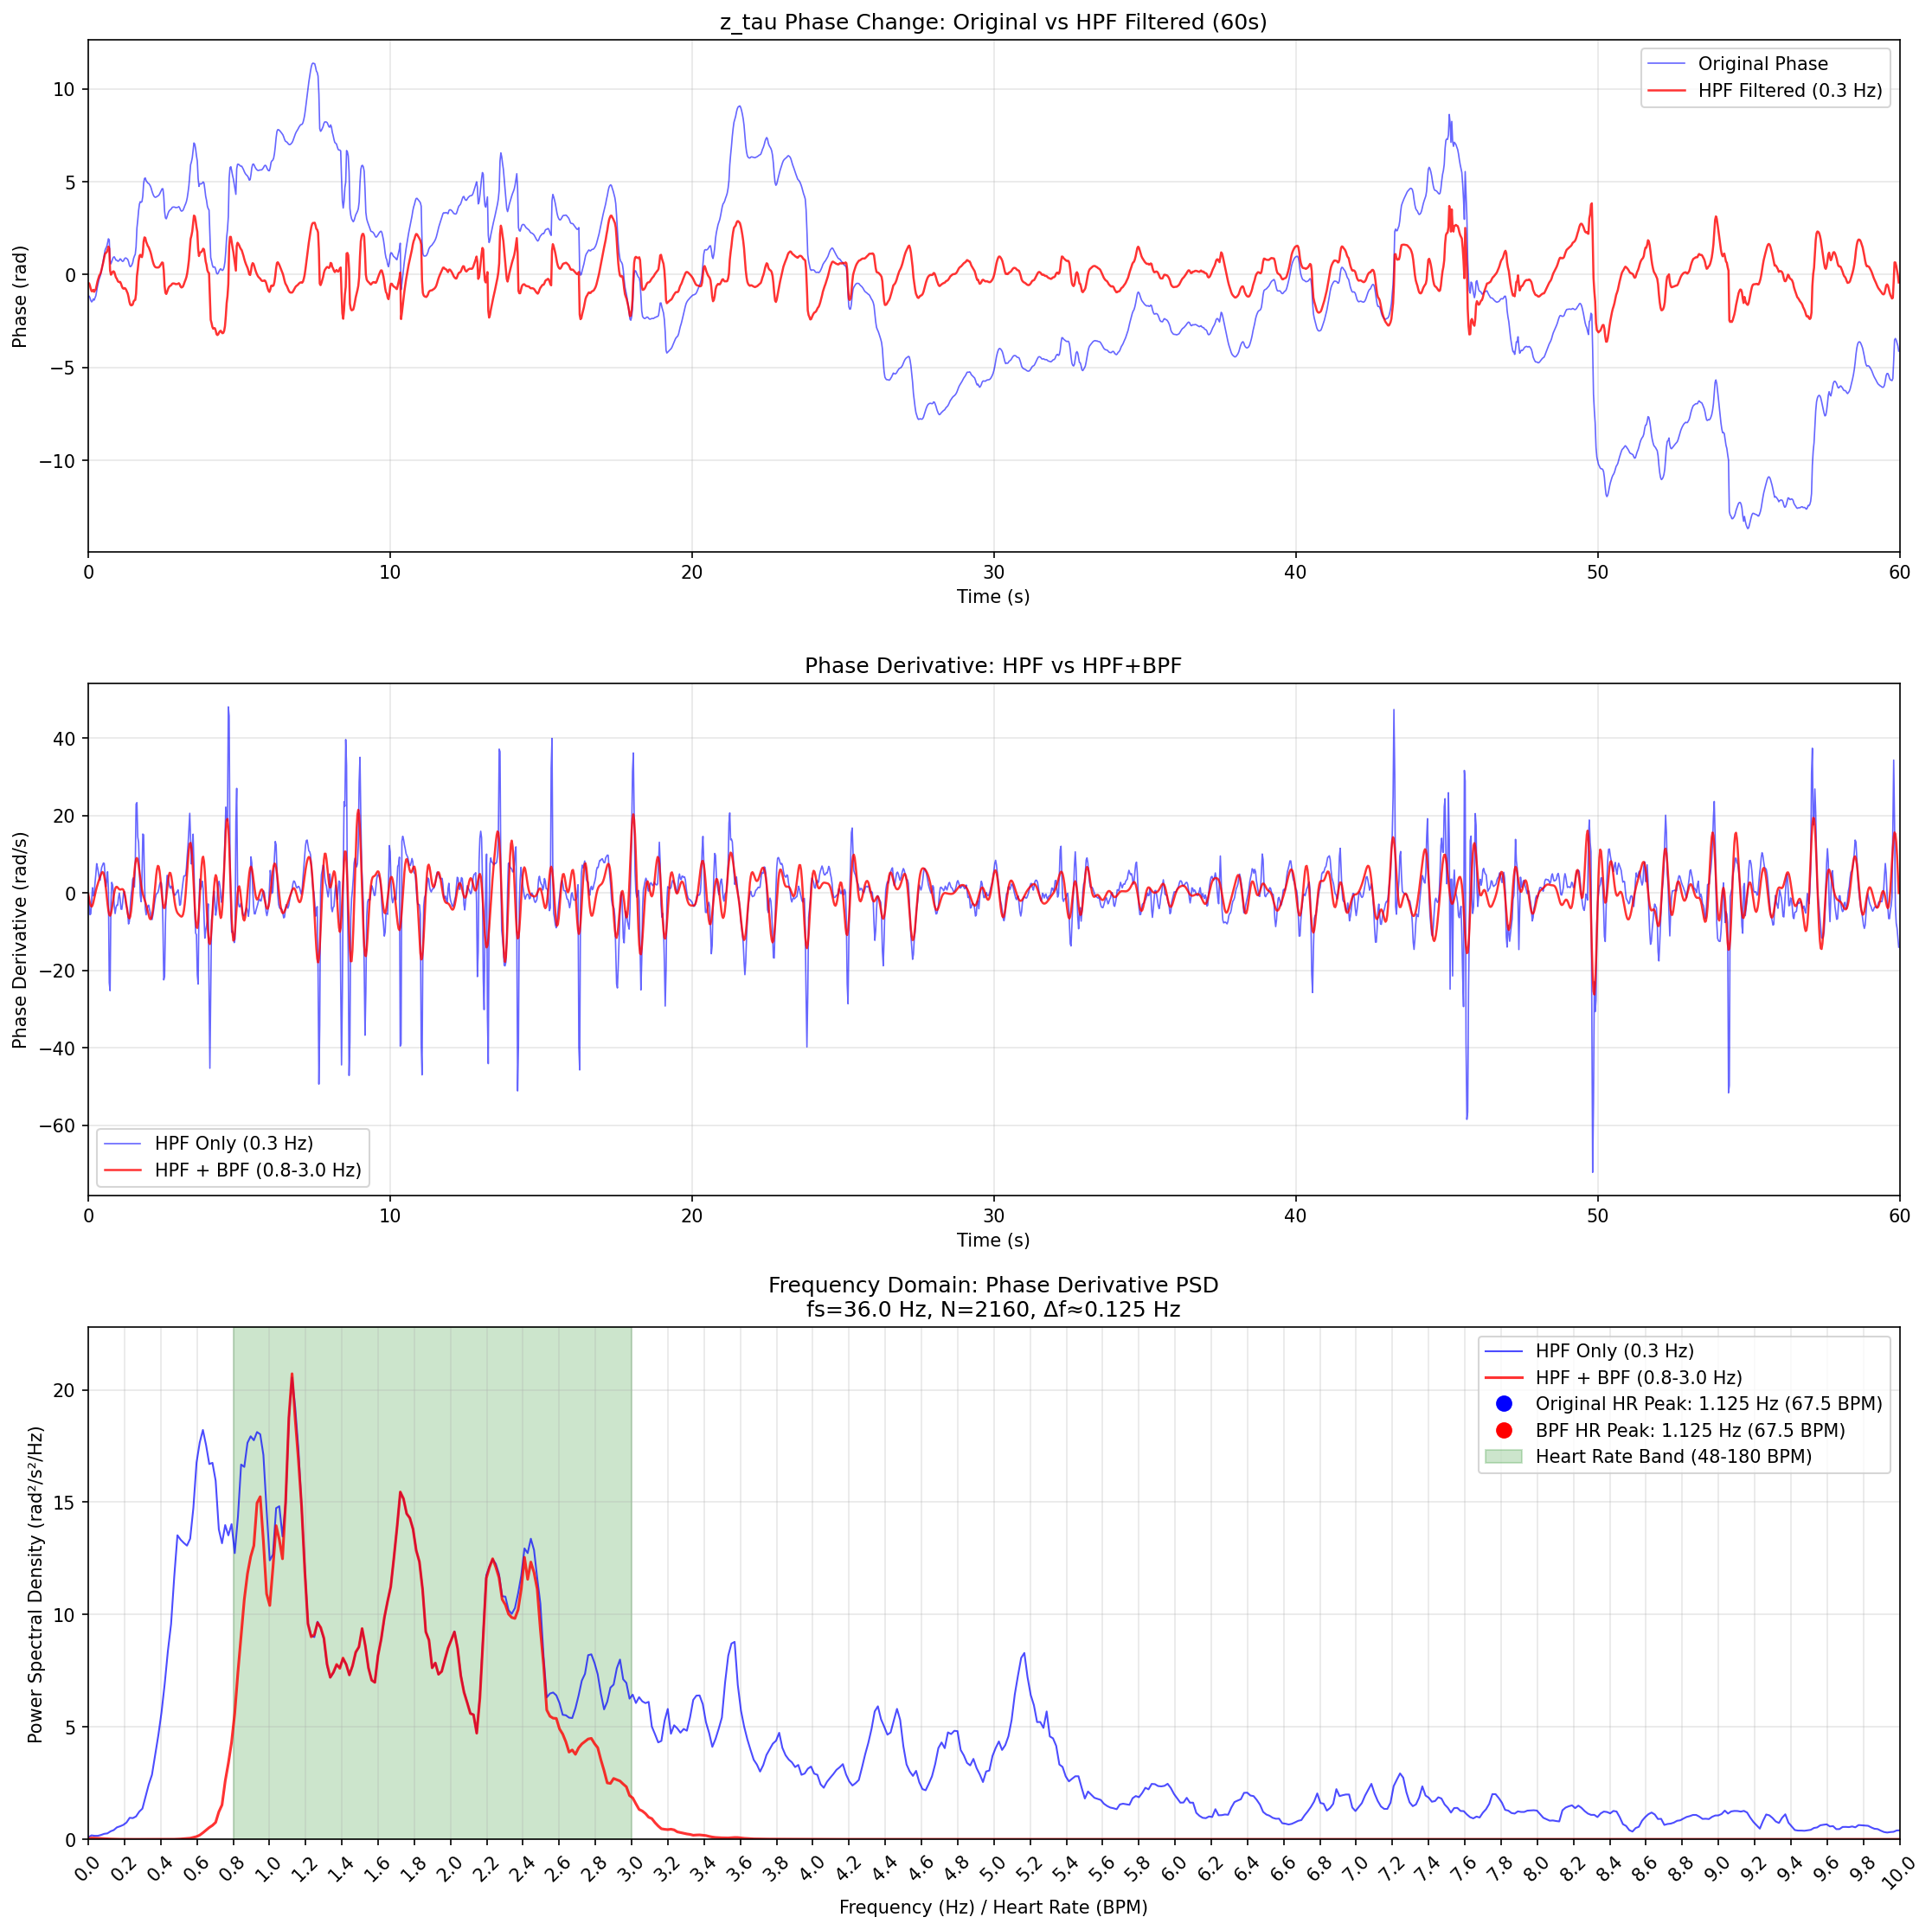 z_tau Phase Change: Original vs HPF Filtered (60s)
Original Phase
HPF Filtered (0.3 Hz)
Phase (rad)
10
5
0
−5
−10
0 10 20 30 40 50 60
Time (s)
Phase Derivative: HPF vs HPF+BPF
Phase Derivative (rad/s)
40
20
0
−20
−40
−60
HPF Only (0.3 Hz)
HPF + BPF (0.8-3.0 Hz)
0 10 20 30 40 50 60
Time (s)
Frequency Domain: Phase Derivative PSD
fs=36.0 Hz, N=2160, Δf≈0.125 Hz
HPF Only (0.3 Hz)
HPF + BPF (0.8-3.0 Hz)
Original HR Peak: 1.125 Hz (67.5 BPM)
BPF HR Peak: 1.125 Hz (67.5 BPM)
Heart Rate Band (48-180 BPM)
Power Spectral Density (rad²/s²/Hz)
20
15
10
5
0
0.0 0.2 0.4 0.6 0.8 1.0 1.2 1.4 1.6 1.8 2.0 2.2 2.4 2.6 2.8 3.0 3.2 3.4 3.6 3.8 4.0 4.2 4.4 4.6 4.8 5.0 5.2 5.4 5.6 5.8 6.0 6.2 6.4 6.6 6.8 7.0 7.2 7.4 7.6 7.8 8.0 8.2 8.4 8.6 8.8 9.0 9.2 9.4 9.6 9.8 10.0
Frequency (Hz) / Heart Rate (BPM)